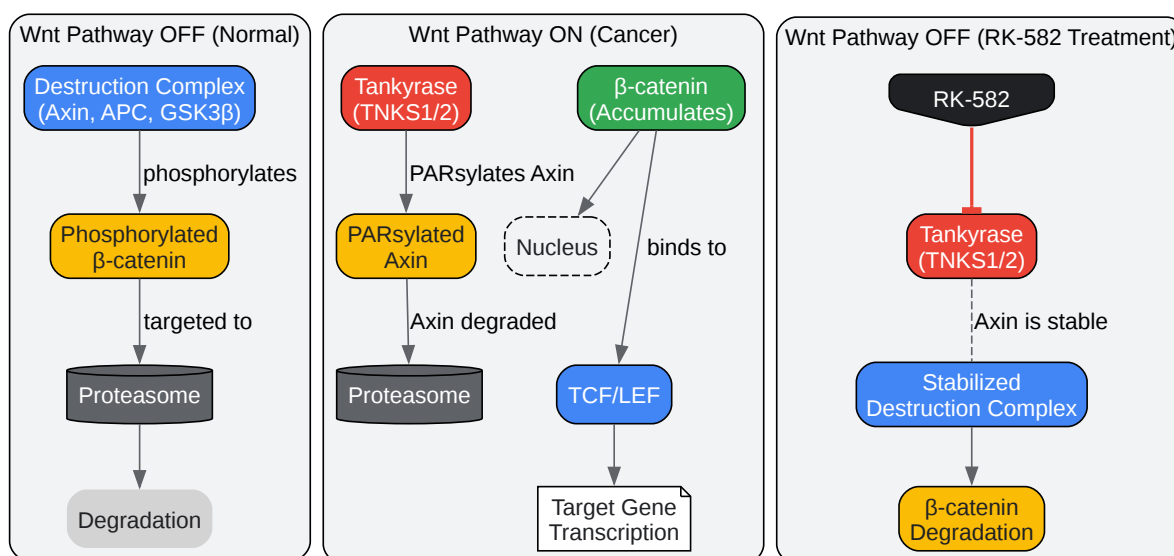 Wnt Pathway OFF (Normal)
Destruction Complex
(Axin, APC, GSK3β)
phosphorylates
Phosphorylated
β-catenin
targeted to
Proteasome
Degradation
Wnt Pathway ON (Cancer)
Tankyrase
(TNKS1/2)
PARsylates Axin
PARsylated
Axin
Axin degraded
Proteasome
β-catenin
(Accumulates)
Nucleus
binds to
TCF/LEF
Target Gene
Transcription
Wnt Pathway OFF (RK-582 Treatment)
RK-582
Tankyrase
(TNKS1/2)
Axin is stable
Stabilized
Destruction Complex
β-catenin
Degradation